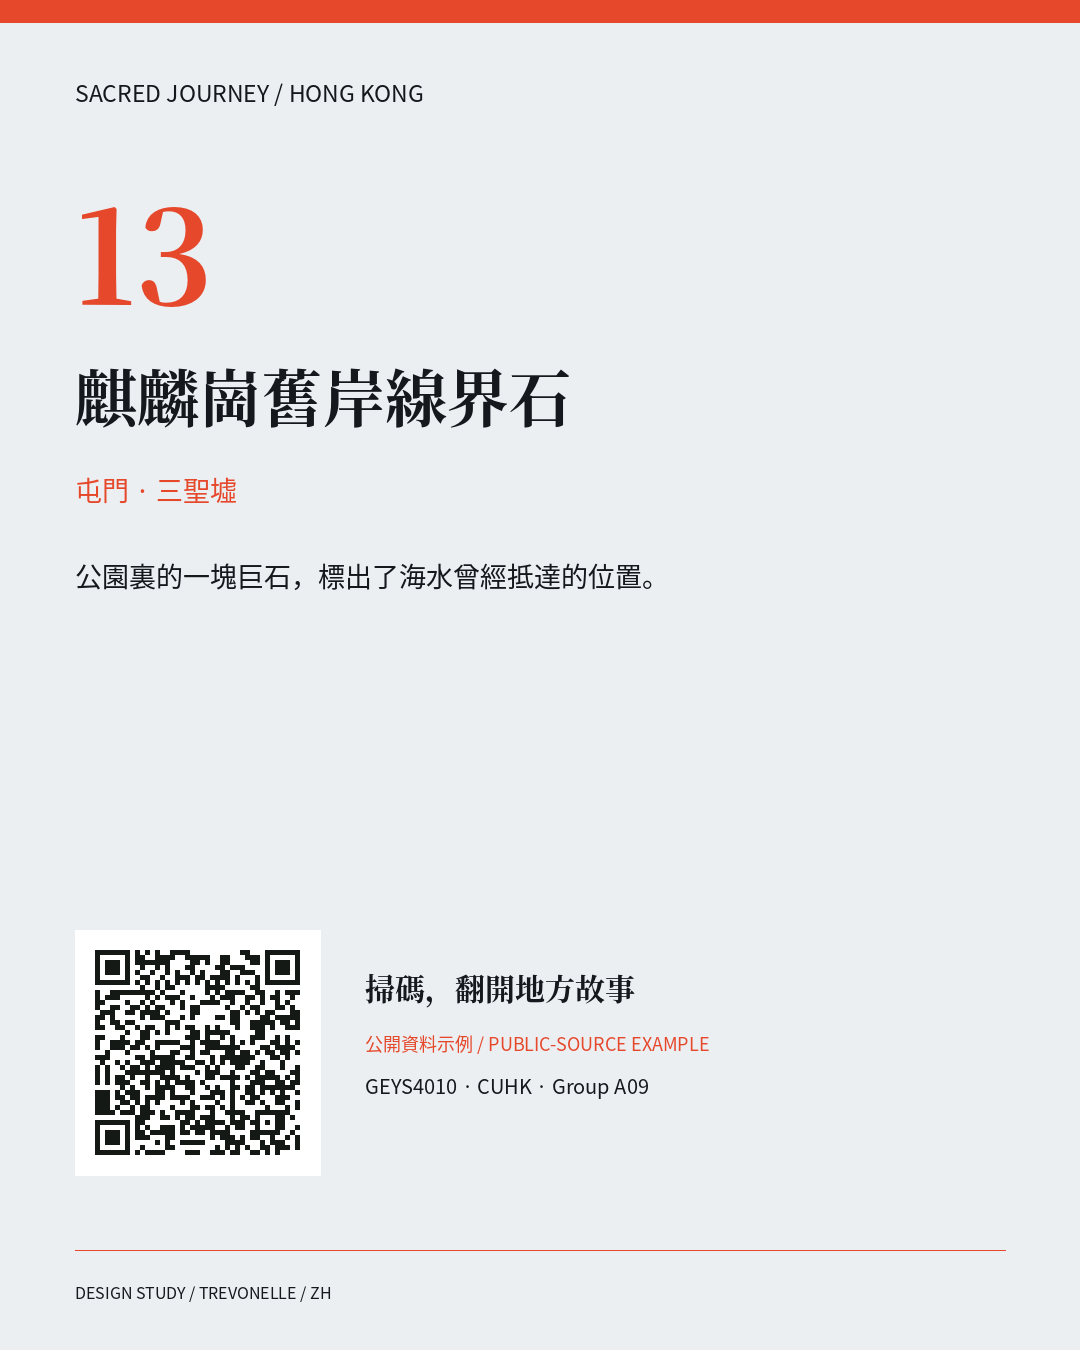 SACRED JOURNEY / HONG KONG
13
麒麟崗舊岸線界石
屯門 · 三聖墟
公園裏的一塊巨石，標出了海水曾經抵達的位置。
掃碼，翻開地方故事
公開資料示例 / PUBLIC-SOURCE EXAMPLE
GEYS4010 · CUHK · Group A09
DESIGN STUDY / TREVONELLE / ZH